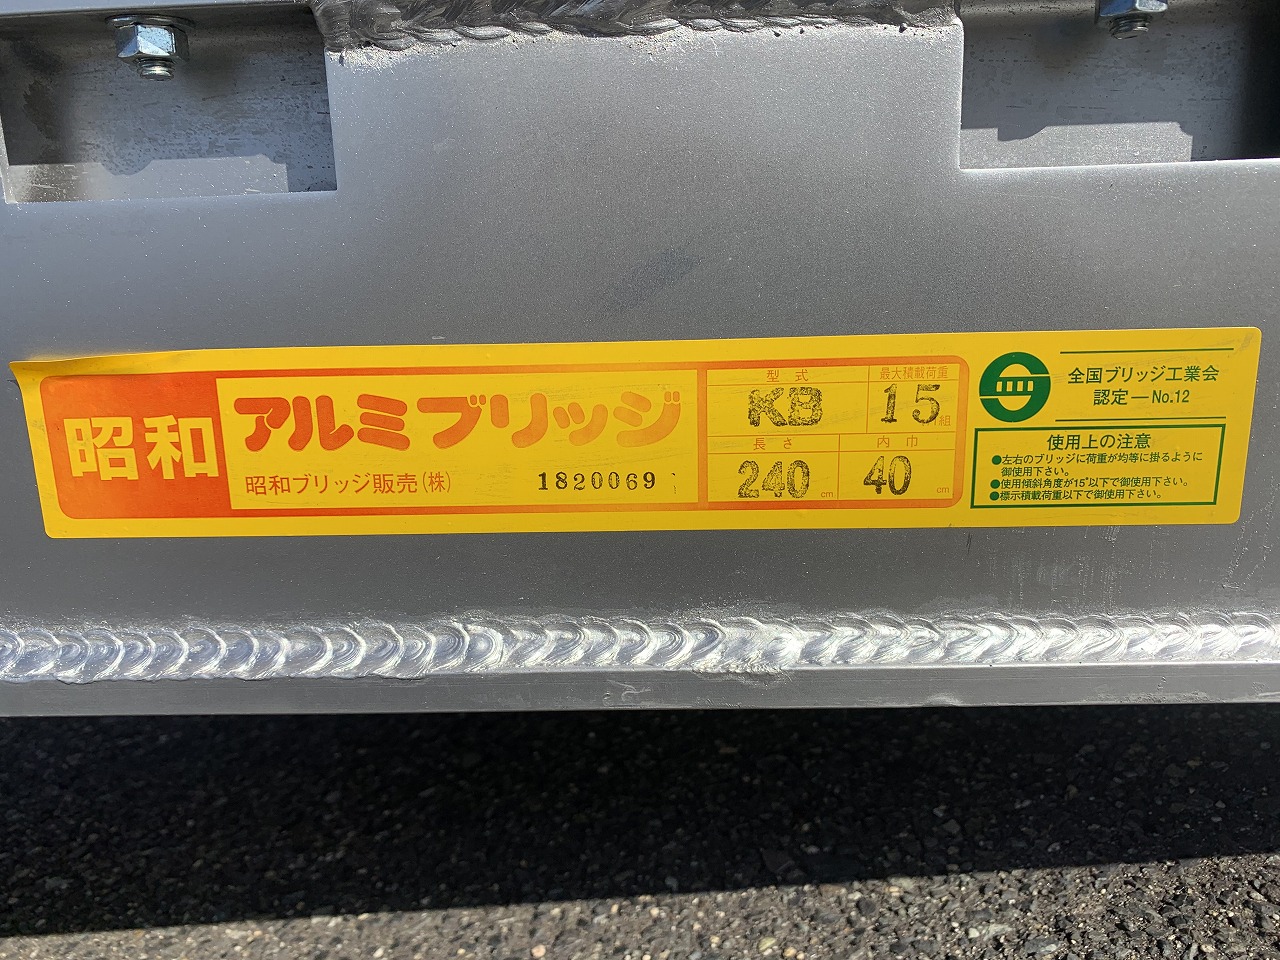 昭和
アルミブリッジ
昭和ブリッジ販売(株)
1820069
型式
KB
最大積載荷重
15
組
長さ
240 cm
内巾
40 cm
全国ブリッジ工業会
認定ーNo.12
使用上の注意
●左右のブリッジに荷重が均等に掛るように
御使用下さい。
●使用傾斜角度が15°以下で御使用下さい。
●標示積載荷重以下で御使用下さい。